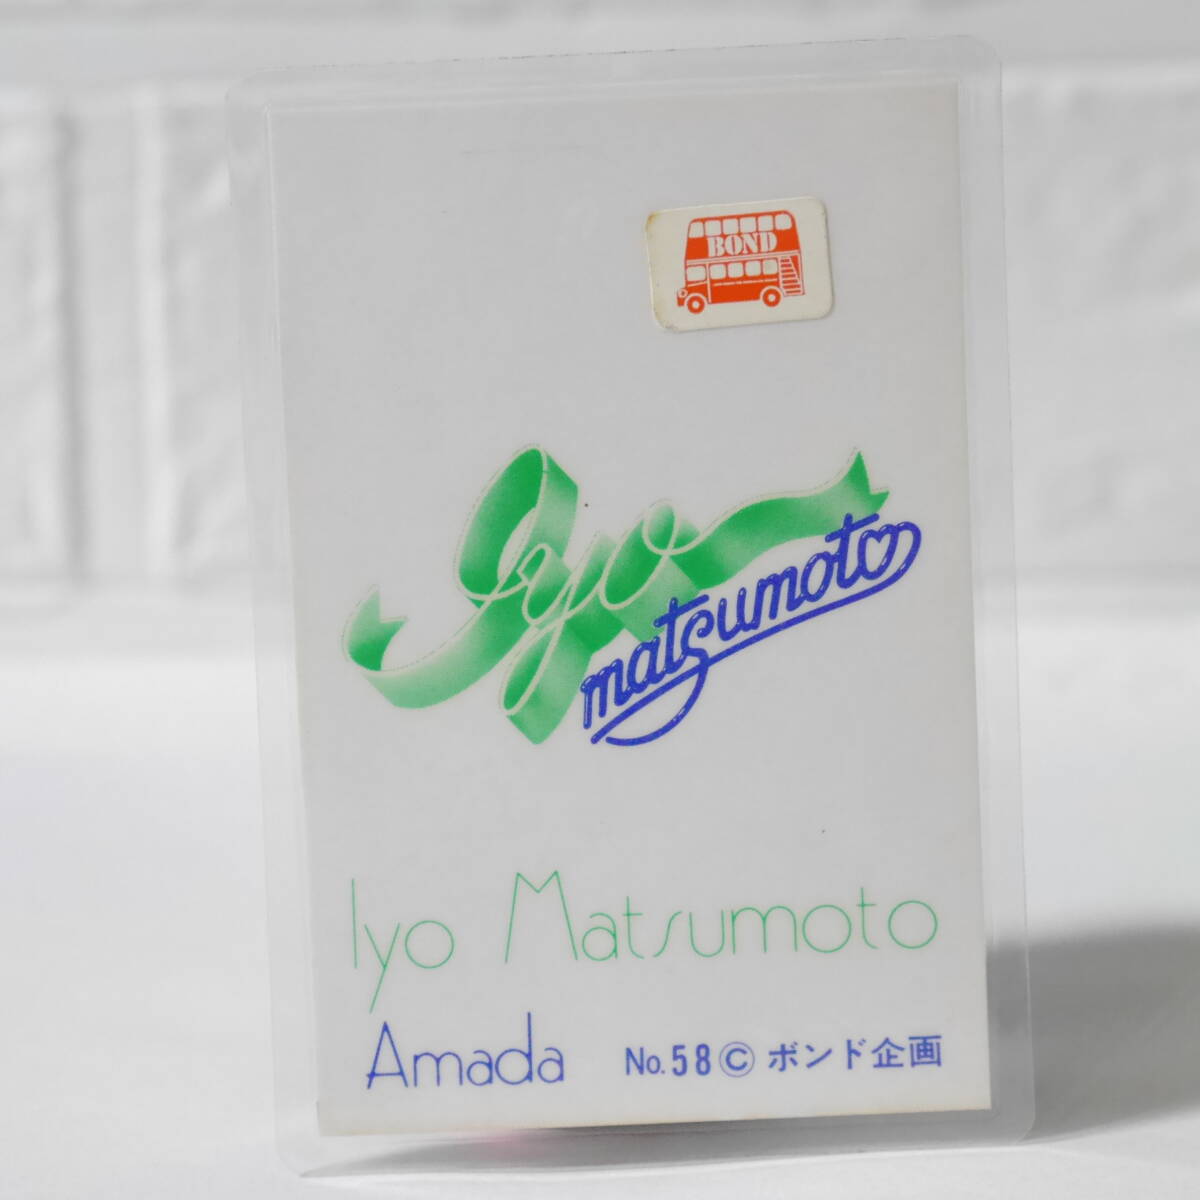 BOND
Iyo
matsumoto
Iyo Matsumoto
Amada No.58 © ボンド企画